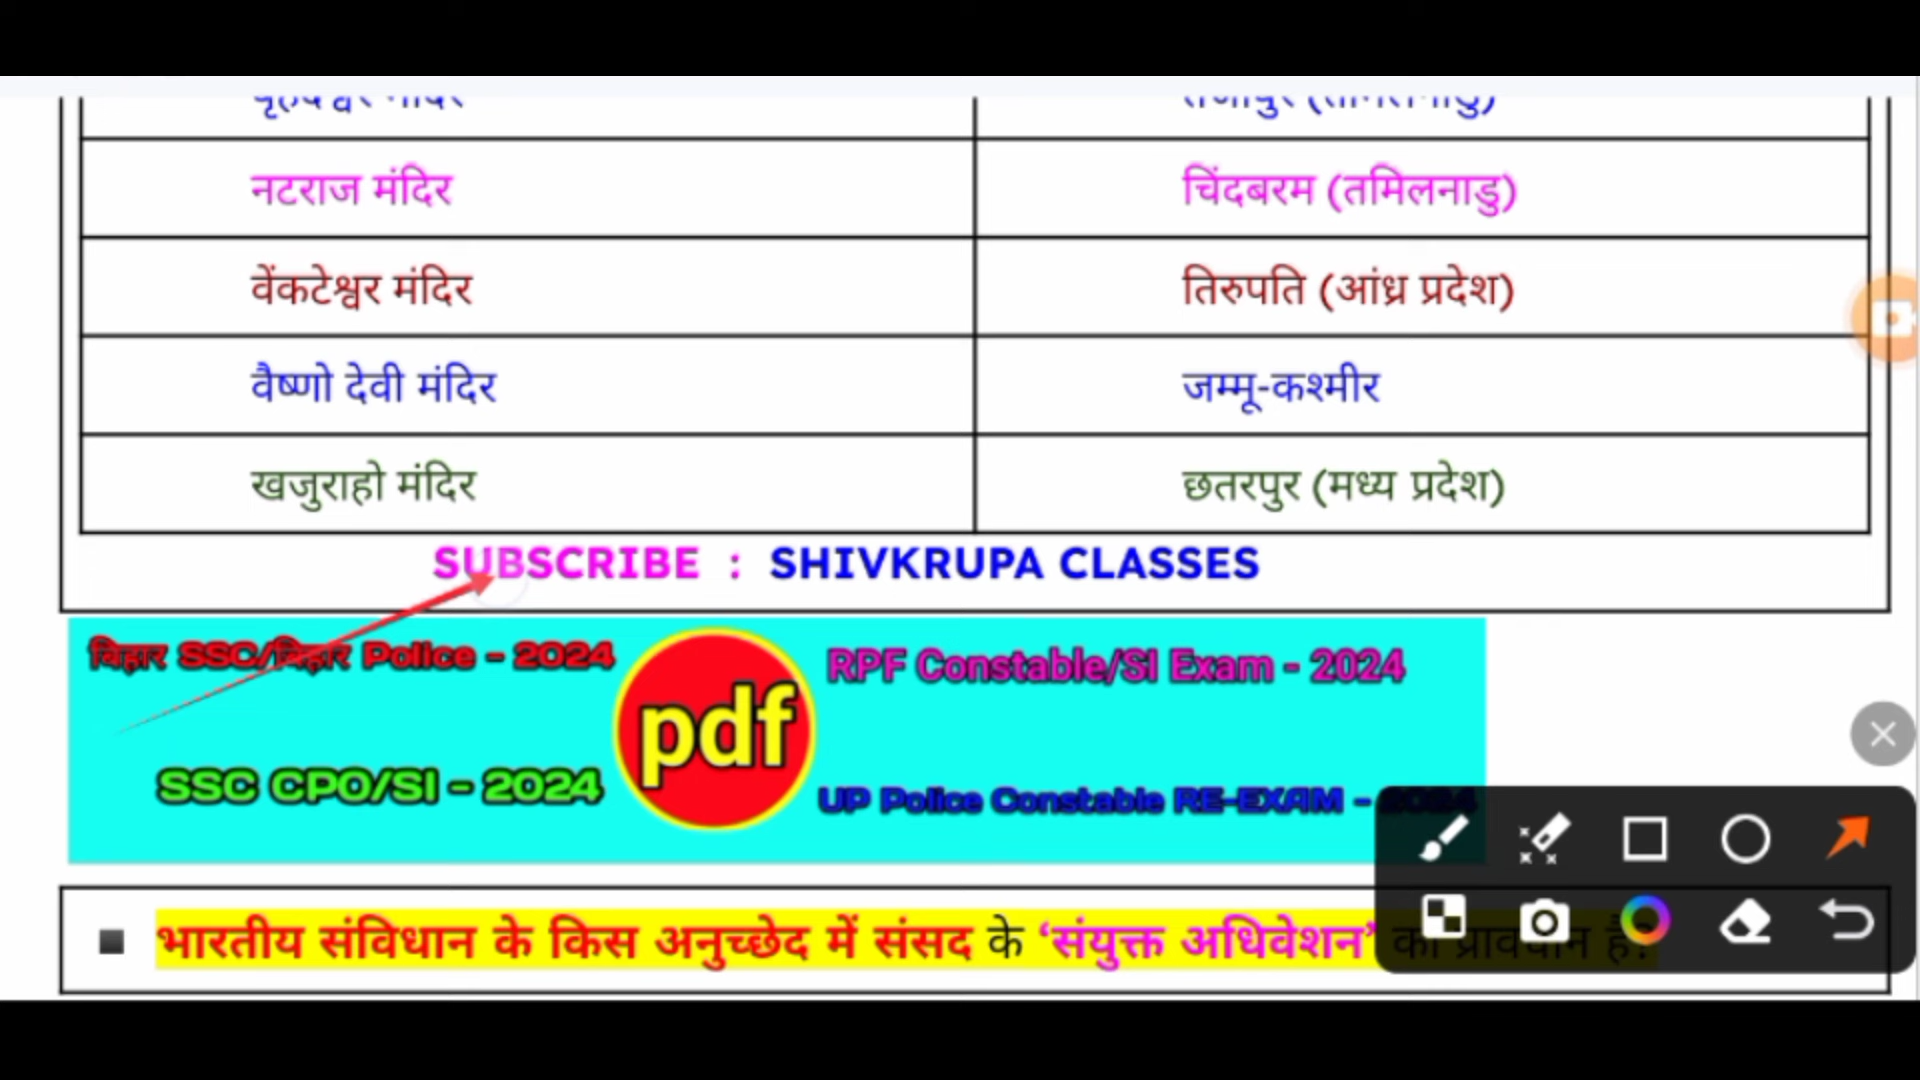 नटराज मंदिर चिंदबरम (तमिलनाडु)
वेंकटेश्वर मंदिर तिरुपति (आंध्र प्रदेश)
वैष्णो देवी मंदिर जम्मू-कश्मीर
खजुराहो मंदिर छतरपुर (मध्य प्रदेश)
SUBSCRIBE : SHIVKRUPA CLASSES
बिहार SSC/बिहार Police - 2024
RPF Constable/SI Exam - 2024
pdf
SSC CPO/SI - 2024
UP Police Constable RE-EXAM - 2024
भारतीय संविधान के किस अनुच्छेद में संसद के ‘संयुक्त अधिवेशन’ का प्रावधान है?